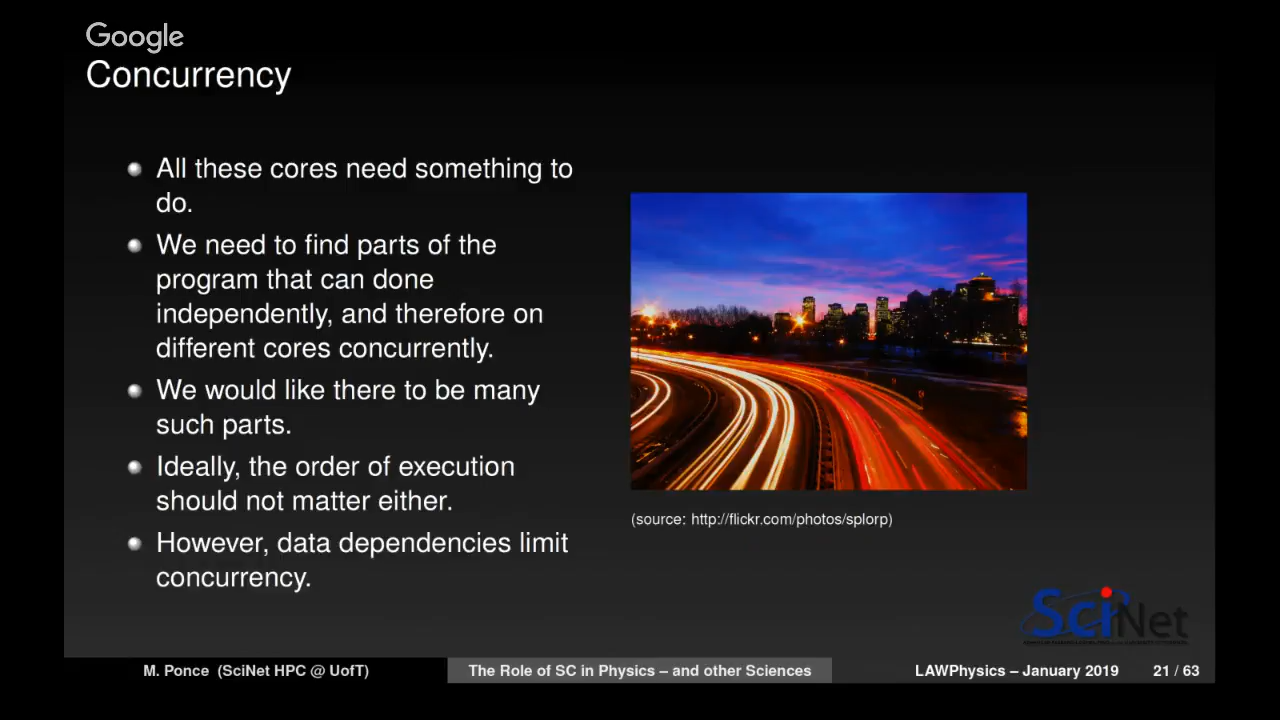 Google
Concurrency
All these cores need something to
do.
We need to find parts of the
program that can done
independently, and therefore on
different cores concurrently.
We would like there to be many
such parts.
Ideally, the order of execution
should not matter either.
However, data dependencies limit
concurrency.
(source: http://flickr.com/photos/splorp)
SciNet
M. Ponce (SciNet HPC @ UofT)
The Role of SC in Physics – and other Sciences
LAWPhysics – January 2019
21 / 63